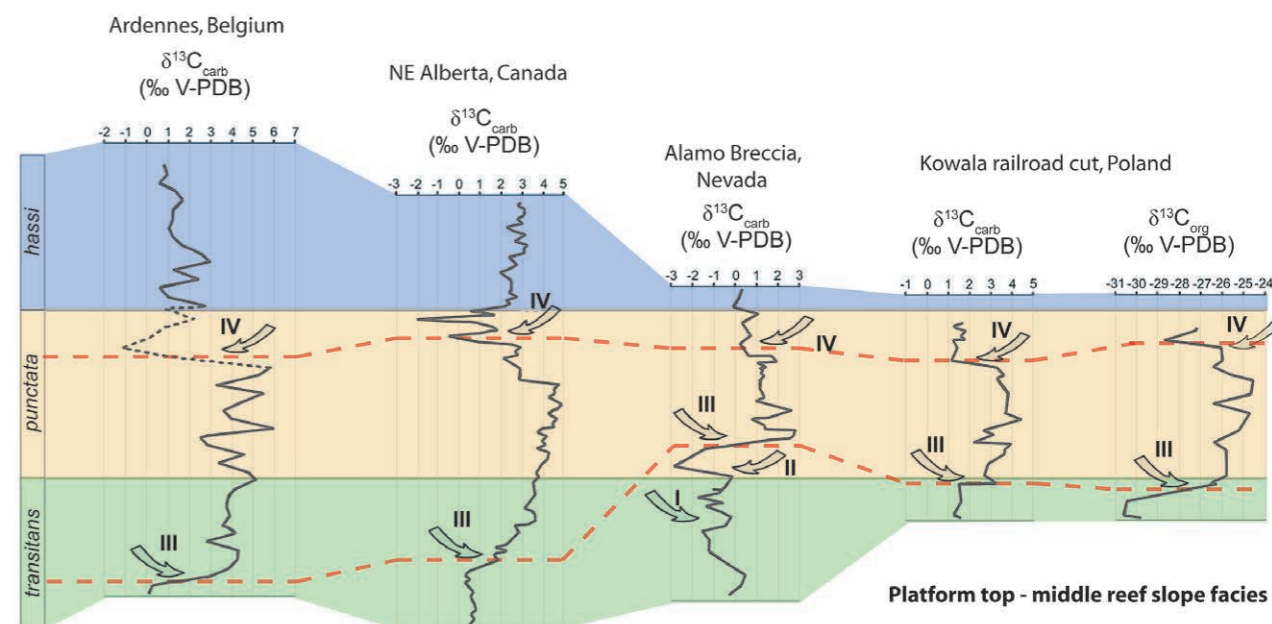 Ardennes, Belgium
δ13Ccarb
(‰ V-PDB)
-2 -1 0 1 2 3 4 5 6 7
NE Alberta, Canada
δ13Ccarb
(‰ V-PDB)
-3 -2 -1 0 1 2 3 4 5
Alamo Breccia,
Nevada
δ13Ccarb
(‰ V-PDB)
-3 -2 -1 0 1 2 3
Kowala railroad cut, Poland
δ13Ccarb
(‰ V-PDB)
-1 0 1 2 3 4 5
δ13Corg
(‰ V-PDB)
-31 -30 -29 -28 -27 -26 -25 -24
hassi
punctata
transitans
IV
III
IV
III
IV
III
II
I
IV
III
IV
III
Platform top - middle reef slope facies